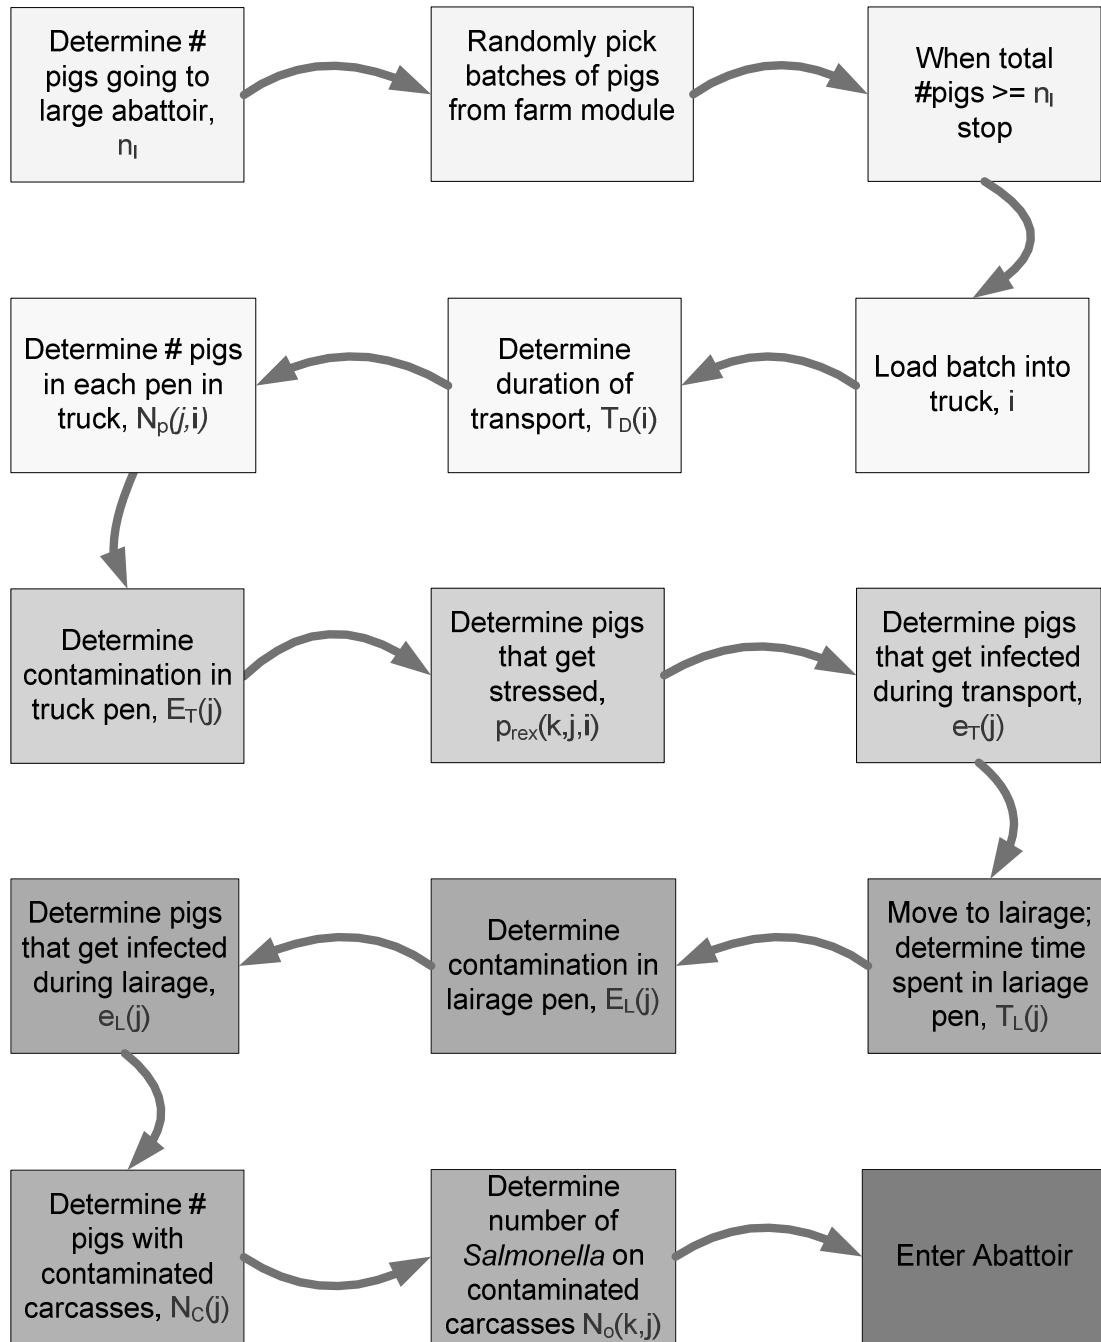 Determine #
pigs going to
large abattoir,
nI
Randomly pick
batches of pigs
from farm module
When total
#pigs >= nI
stop
Load batch into
truck, i
Determine
duration of
transport, TD(i)
Determine # pigs
in each pen in
truck, Np(j,i)
Determine
contamination in
truck pen, ET(j)
Determine pigs
that get
stressed,
prex(k,j,i)
Determine pigs
that get infected
during transport,
eT(j)
Move to lairage;
determine time
spent in lariage
pen, TL(j)
Determine
contamination in
lairage pen, EL(j)
Determine pigs
that get infected
during lairage,
eL(j)
Determine #
pigs with
contaminated
carcasses, NC(j)
Determine
number of
Salmonella on
contaminated
carcasses No(k,j)
Enter Abattoir